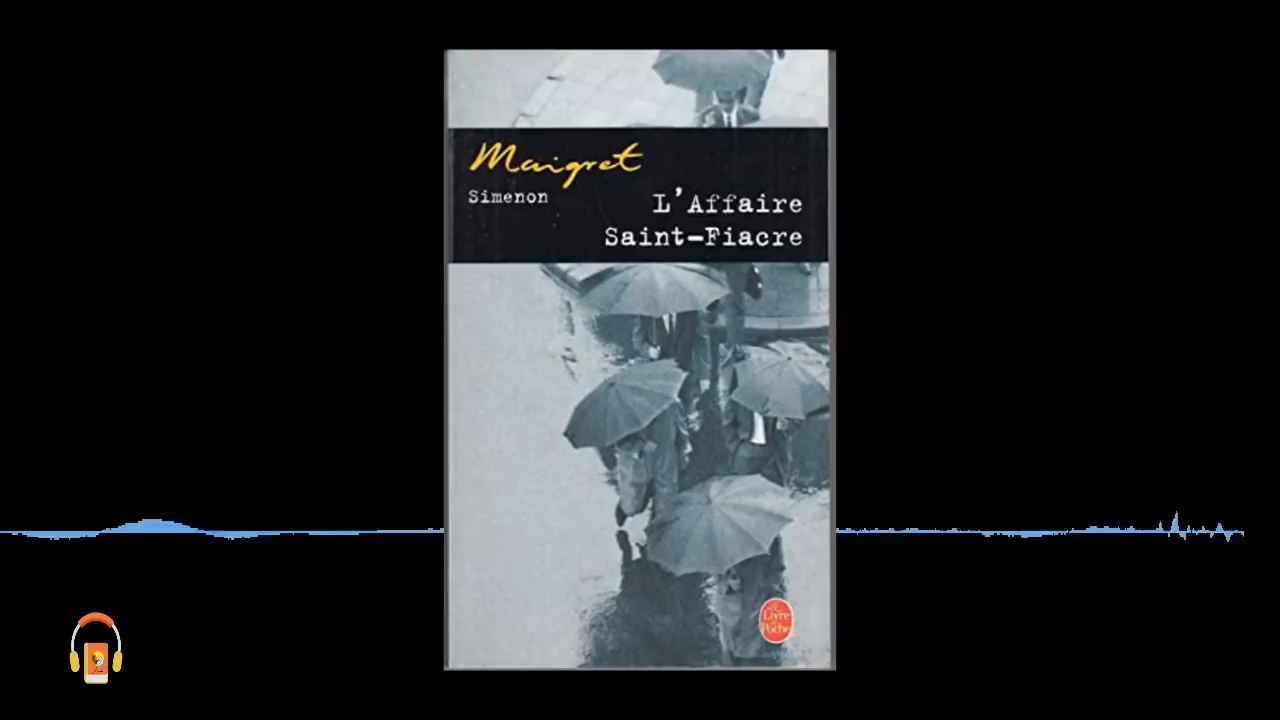 Maigret
Simenon
L'Affaire
Saint-Fiacre
Le
Livre
de
Poche